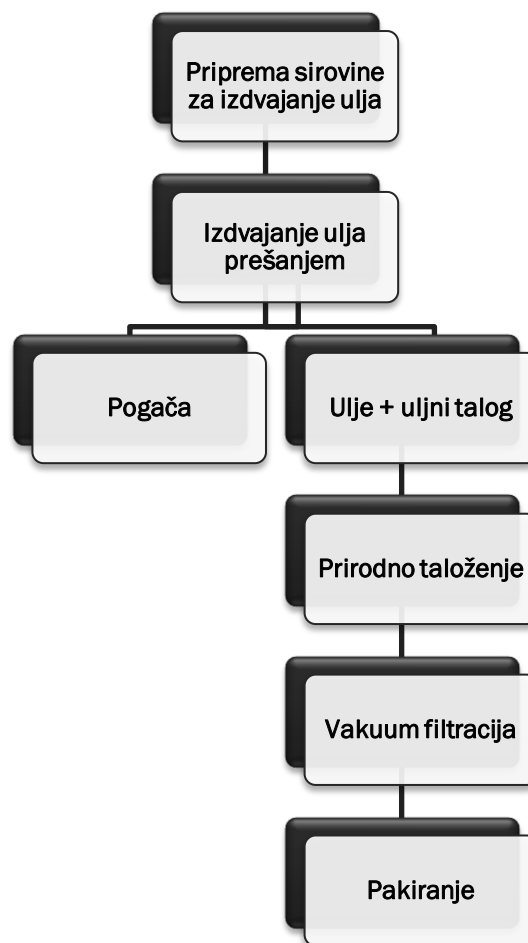 Priprema sirovine
za izdvajanje ulja
Izdvajanje ulja
prešanjem
Pogača
Ulje + uljni talog
Prirodno taloženje
Vakuum filtracija
Pakiranje